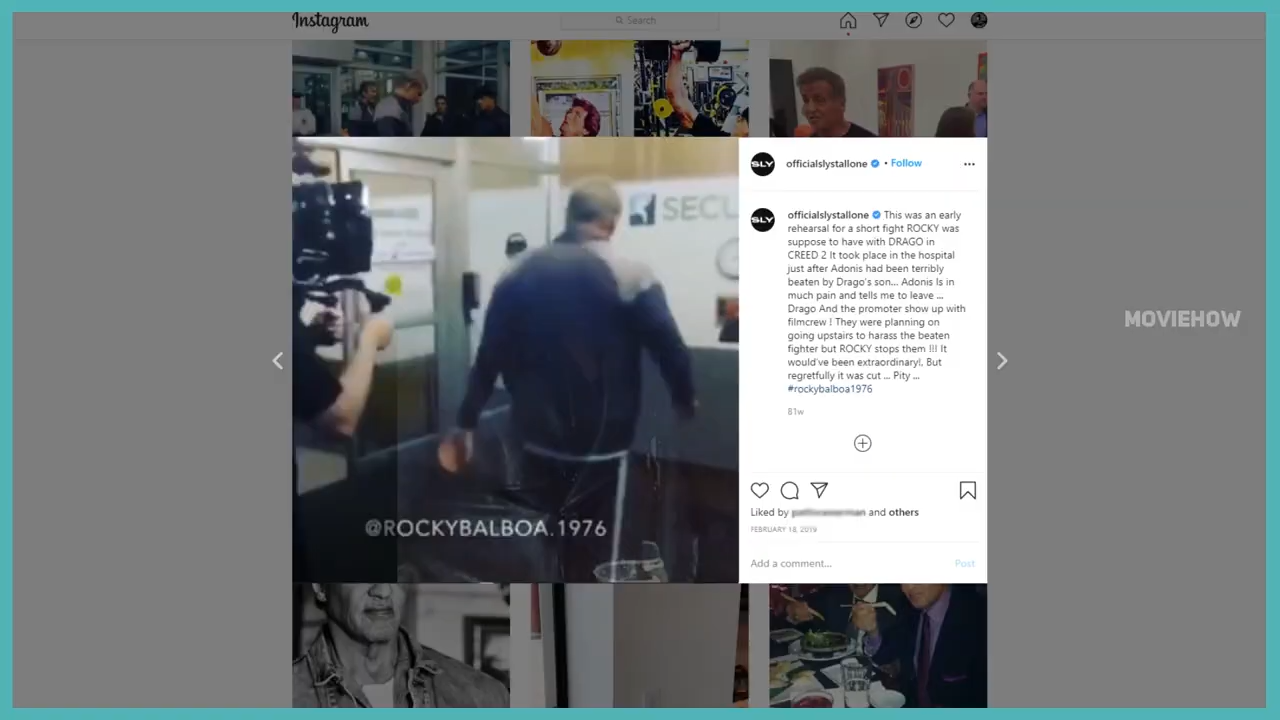 Instagram
Search
SECU
@ROCKYBALBOA.1976
SLY
officialslystallone • Follow
SLY
officialslystallone This was an early
rehearsal for a short fight ROCKY was
suppose to have with DRAGO in
CREED 2 It took place in the hospital
just after Adonis had been terribly
beaten by Drago's son... Adonis Is in
much pain and tells me to leave ...
Drago And the promoter show up with
filmcrew ! They were planning on
going upstairs to harass the beaten
fighter but ROCKY stops them !!! It
would've been extraordinary!, But
regretfully it was cut ... Pity ...
#rockybalboa1976
81w
Liked by and others
FEBRUARY 18, 2019
Add a comment...
Post
MOVIEHOW